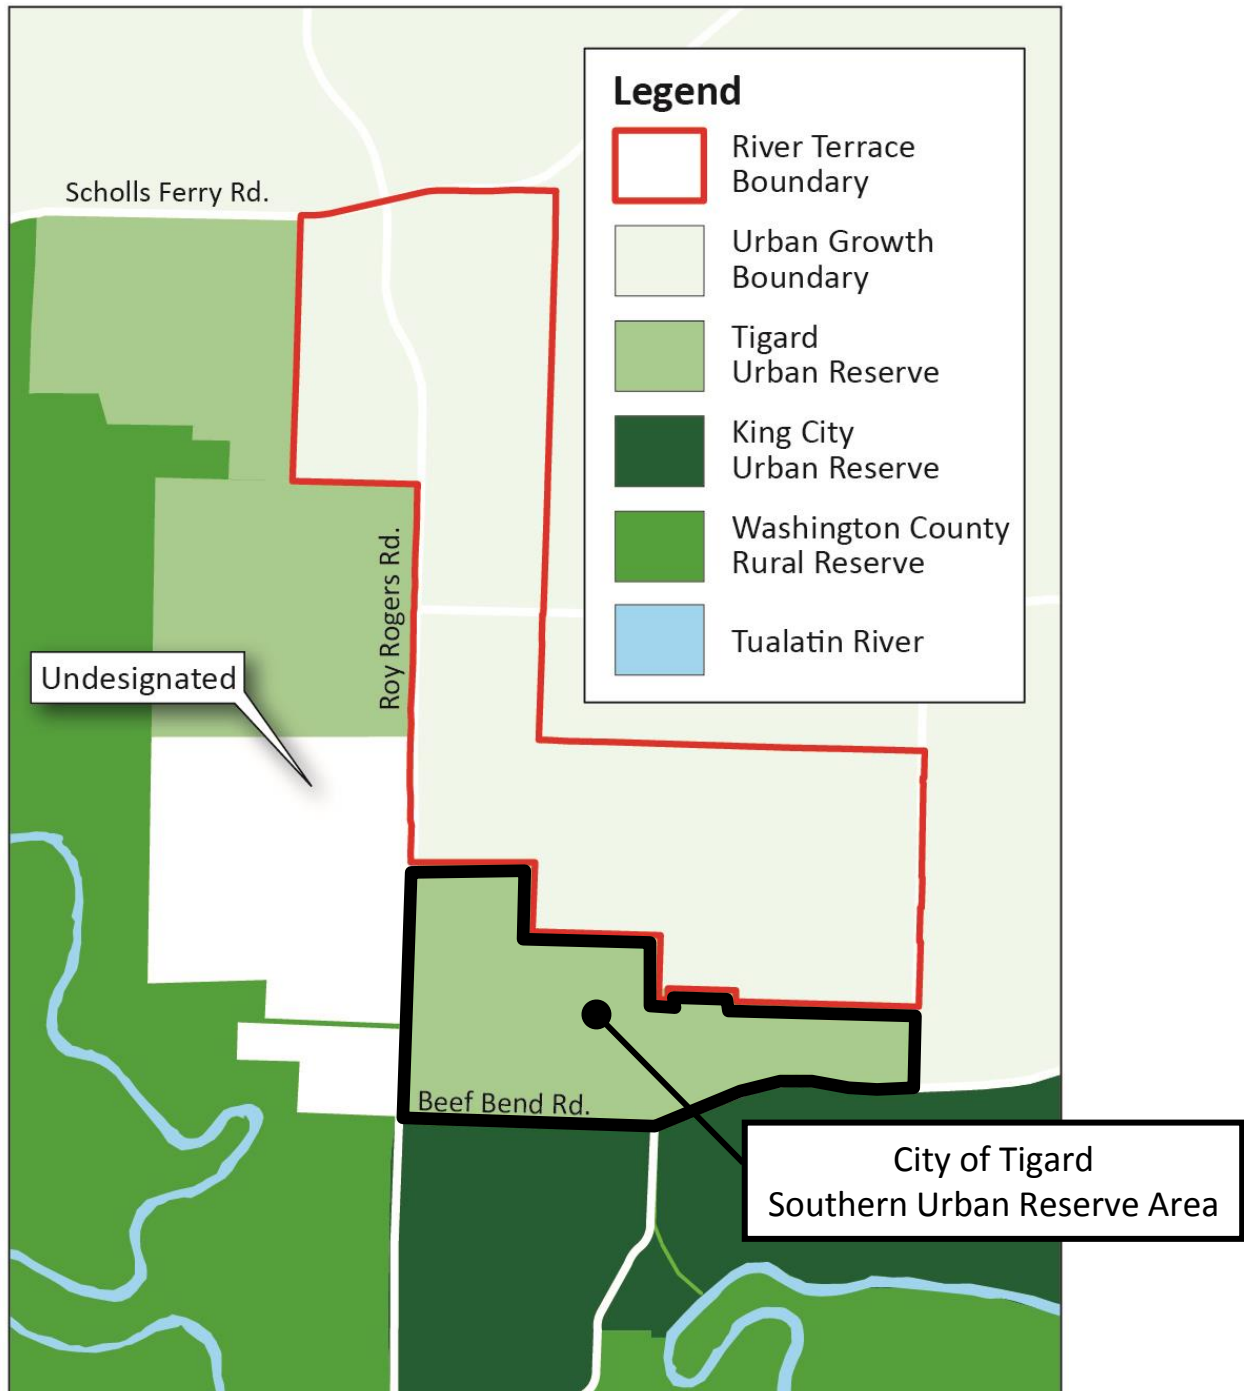 Legend
River Terrace
Boundary
Urban Growth
Boundary
Tigard
Urban Reserve
King City
Urban Reserve
Washington County
Rural Reserve
Tualatin River
Scholls Ferry Rd.
Roy Rogers Rd.
Undesignated
Beef Bend Rd.
City of Tigard
Southern Urban Reserve Area